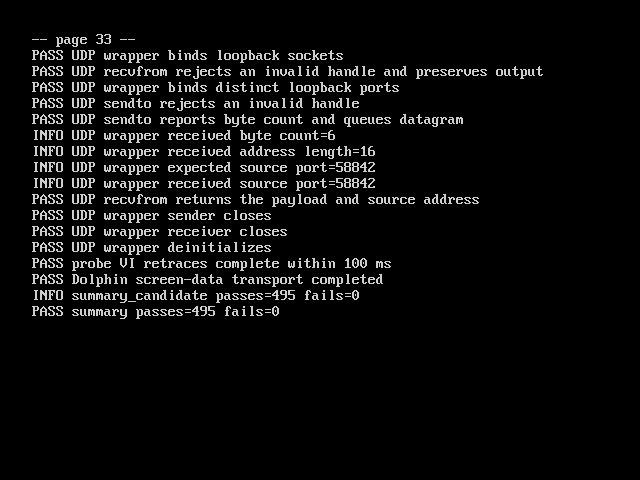 -- page 33 --
PASS UDP wrapper binds loopback sockets
PASS UDP recvfrom rejects an invalid handle and preserves output
PASS UDP wrapper binds distinct loopback ports
PASS UDP sendto rejects an invalid handle
PASS UDP sendto reports byte count and queues datagram
INFO UDP wrapper received byte count=6
INFO UDP wrapper received address length=16
INFO UDP wrapper expected source port=58842
INFO UDP wrapper received source port=58842
PASS UDP recvfrom returns the payload and source address
PASS UDP wrapper sender closes
PASS UDP wrapper receiver closes
PASS UDP wrapper deinitializes
PASS probe VI retraces complete within 100 ms
PASS Dolphin screen-data transport completed
INFO summary_candidate passes=495 fails=0
PASS summary passes=495 fails=0